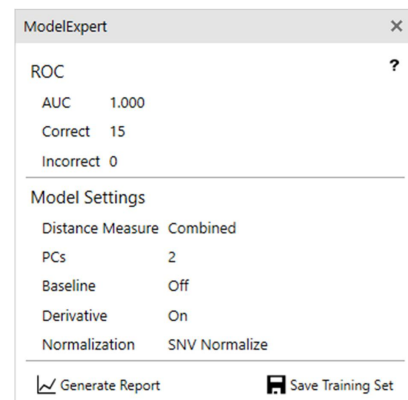 ModelExpert ×
ROC ?
AUC 1.000
Correct 15
Incorrect 0
Model Settings
Distance Measure Combined
PCs 2
Baseline Off
Derivative On
Normalization SNV Normalize
Generate Report Save Training Set